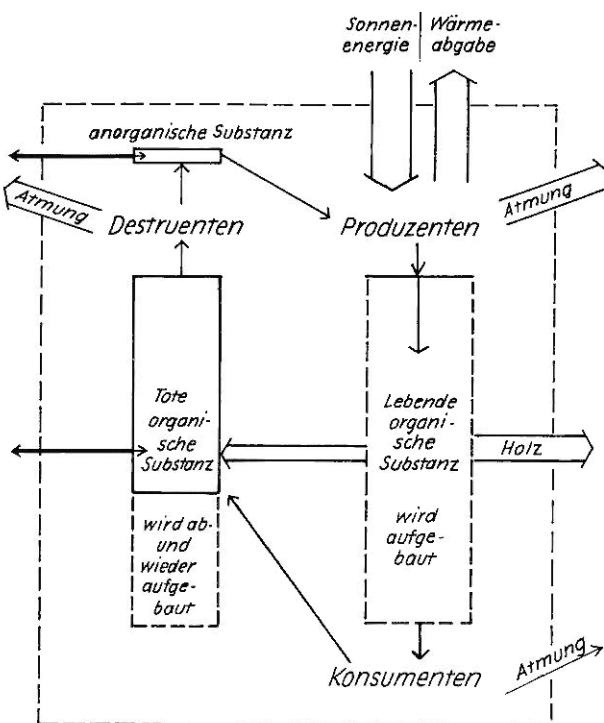 Sonnen-
energie
Wärme-
abgabe
anorganische Substanz
Atmung
Destruenten
Produzenten
Atmung
Tote
organi-
sche
Substanz
Lebende
organi-
sche
Substanz
Holz
wird ab-
und
wieder
aufge-
baut
wird
aufge-
baut
Konsumenten
Atmung